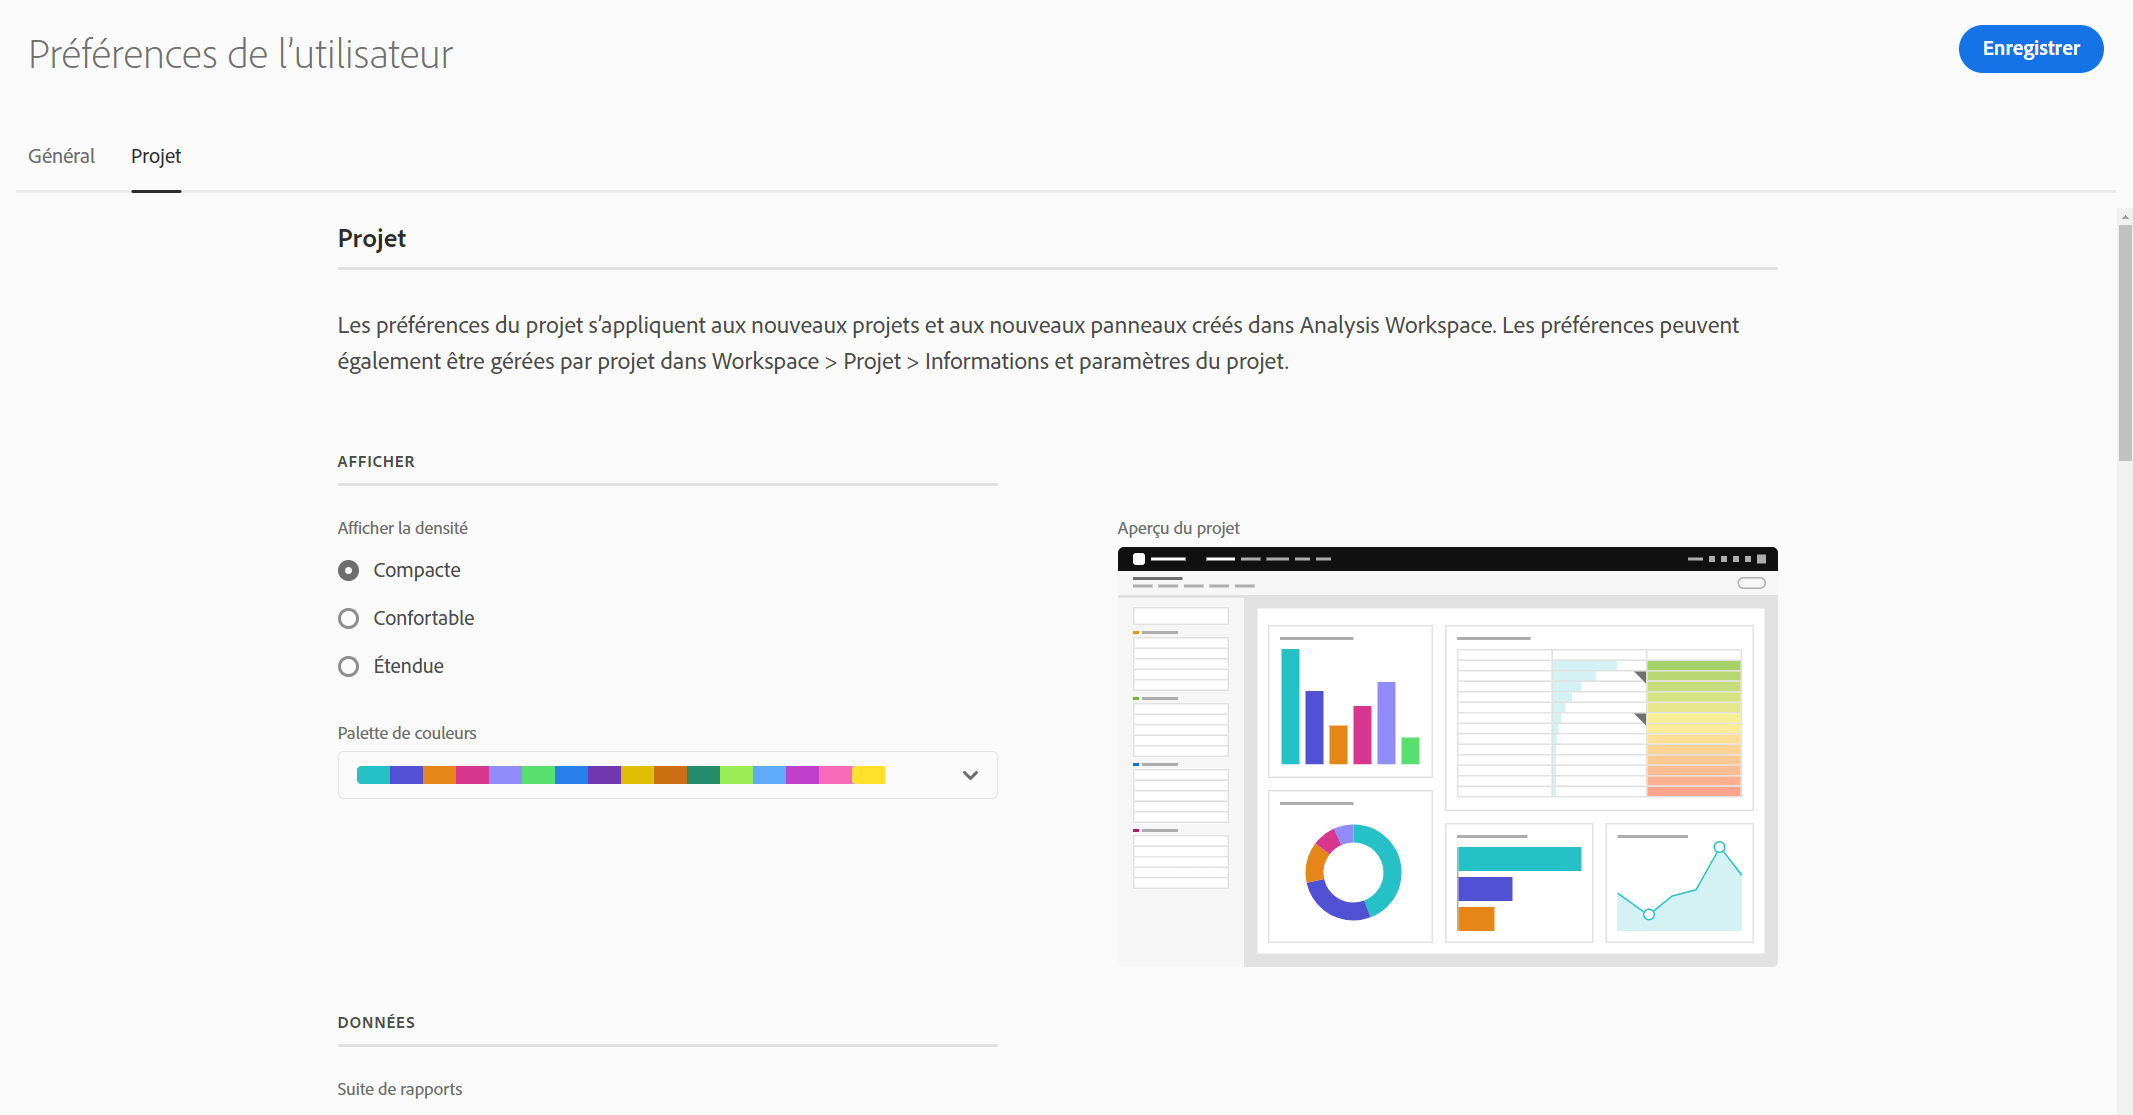 Préférences de l’utilisateur
Enregistrer
Général
Projet
Projet
Les préférences du projet s’appliquent aux nouveaux projets et aux nouveaux panneaux créés dans Analysis Workspace. Les préférences peuvent
également être gérées par projet dans Workspace > Projet > Informations et paramètres du projet.
AFFICHER
Afficher la densité
Compacte
Confortable
Étendue
Palette de couleurs
Aperçu du projet
DONNÉES
Suite de rapports